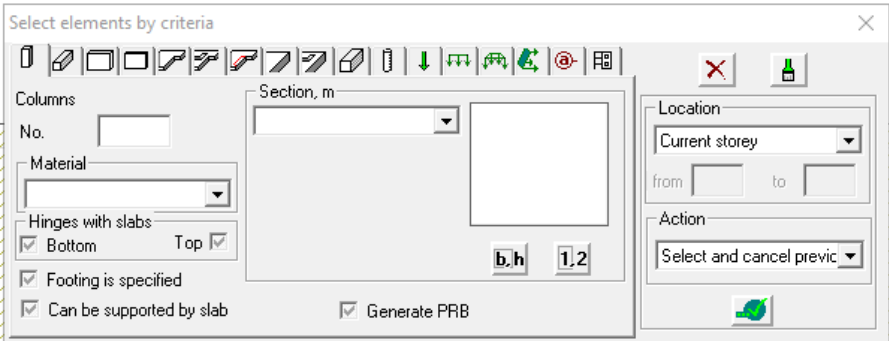 Select elements by criteria
@
Columns
No.
Material
Hinges with slabs
Bottom
Top
Footing is specified
Can be supported by slab
Section, m
b,h
1,2
Generate PRB
Location
Current storey
from
to
Action
Select and cancel previc